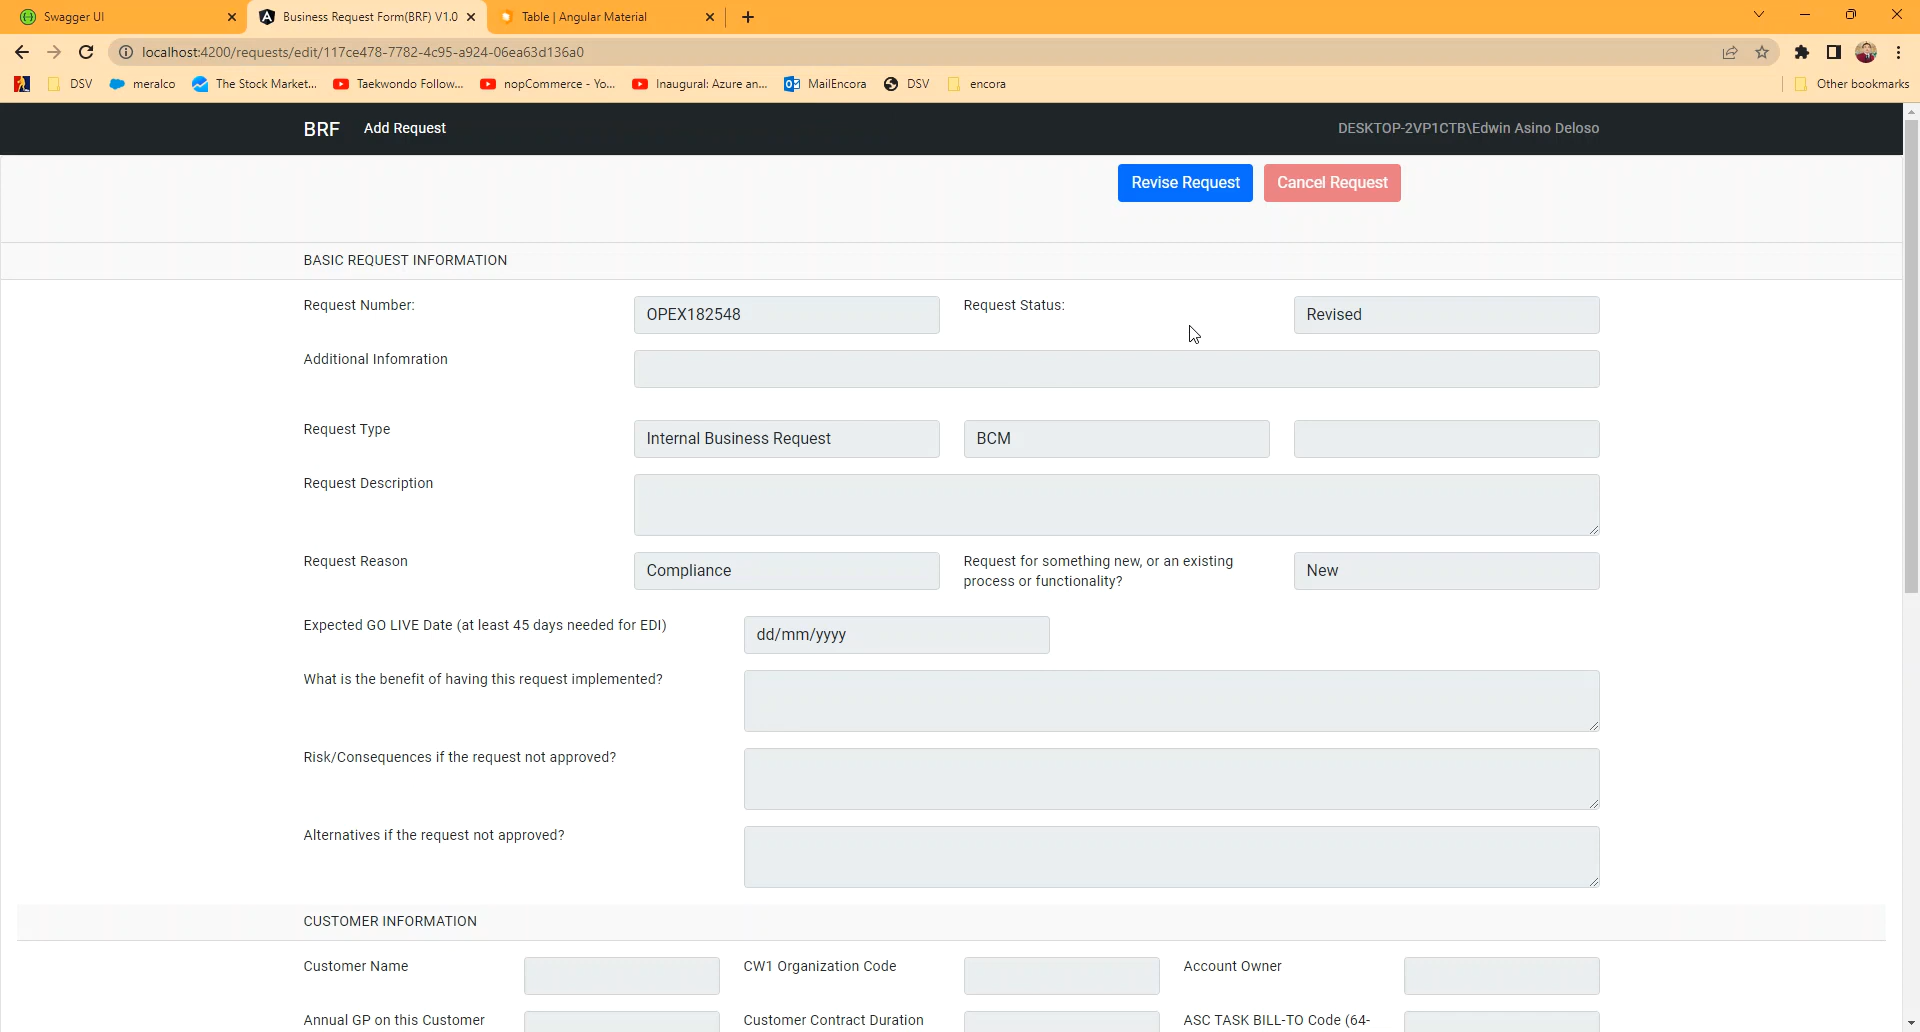 Swagger UI
Business Request Form(BRF) V1.0
Table | Angular Material
localhost:4200/requests/edit/117ce478-7782-4c95-a924-06ea63d136a0
DSV
meralco
The Stock Market...
Taekwondo Follow...
nopCommerce - Yo...
Inaugural: Azure an...
MailEncora
DSV
encora
Other bookmarks
BRF Add Request DESKTOP-2VP1CTB\Edwin Asino Deloso
Revise Request Cancel Request
BASIC REQUEST INFORMATION
Request Number: OPEX182548 Request Status: Revised
Additional Infomration
Request Type Internal Business Request BCM
Request Description
Request Reason Compliance Request for something new, or an existing New
process or functionality?
Expected GO LIVE Date (at least 45 days needed for EDI) dd/mm/yyyy
What is the benefit of having this request implemented?
Risk/Consequences if the request not approved?
Alternatives if the request not approved?
CUSTOMER INFORMATION
Customer Name CW1 Organization Code Account Owner
Annual GP on this Customer Customer Contract Duration ASC TASK BILL-TO Code (64-